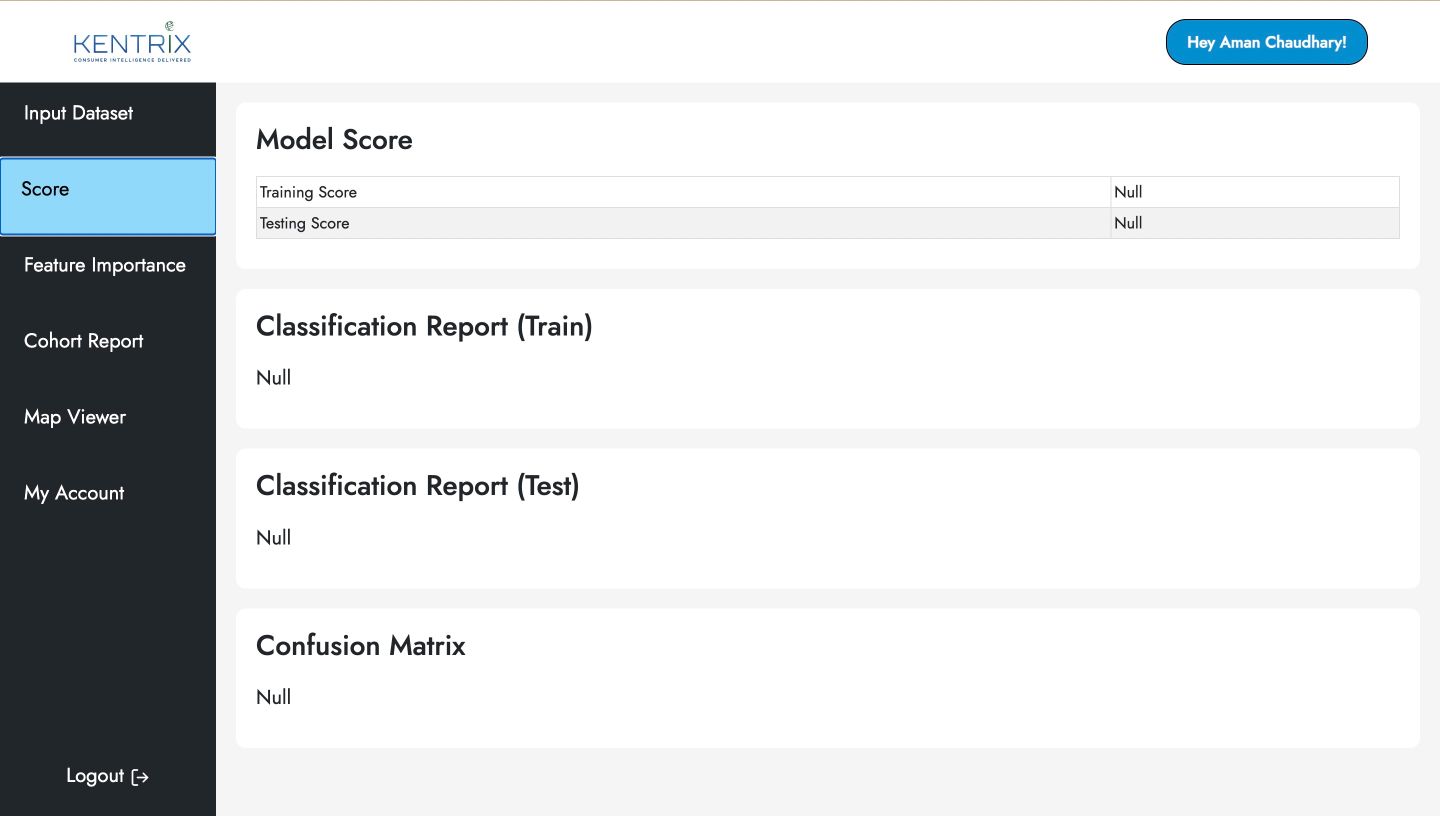 KENTRIX
CONSUMER INTELLIGENCE DELIVERED
Hey Aman Chaudhary!
Input Dataset
Score
Feature Importance
Cohort Report
Map Viewer
My Account
Logout
Model Score
Training Score Null
Testing Score Null
Classification Report (Train)
Null
Classification Report (Test)
Null
Confusion Matrix
Null